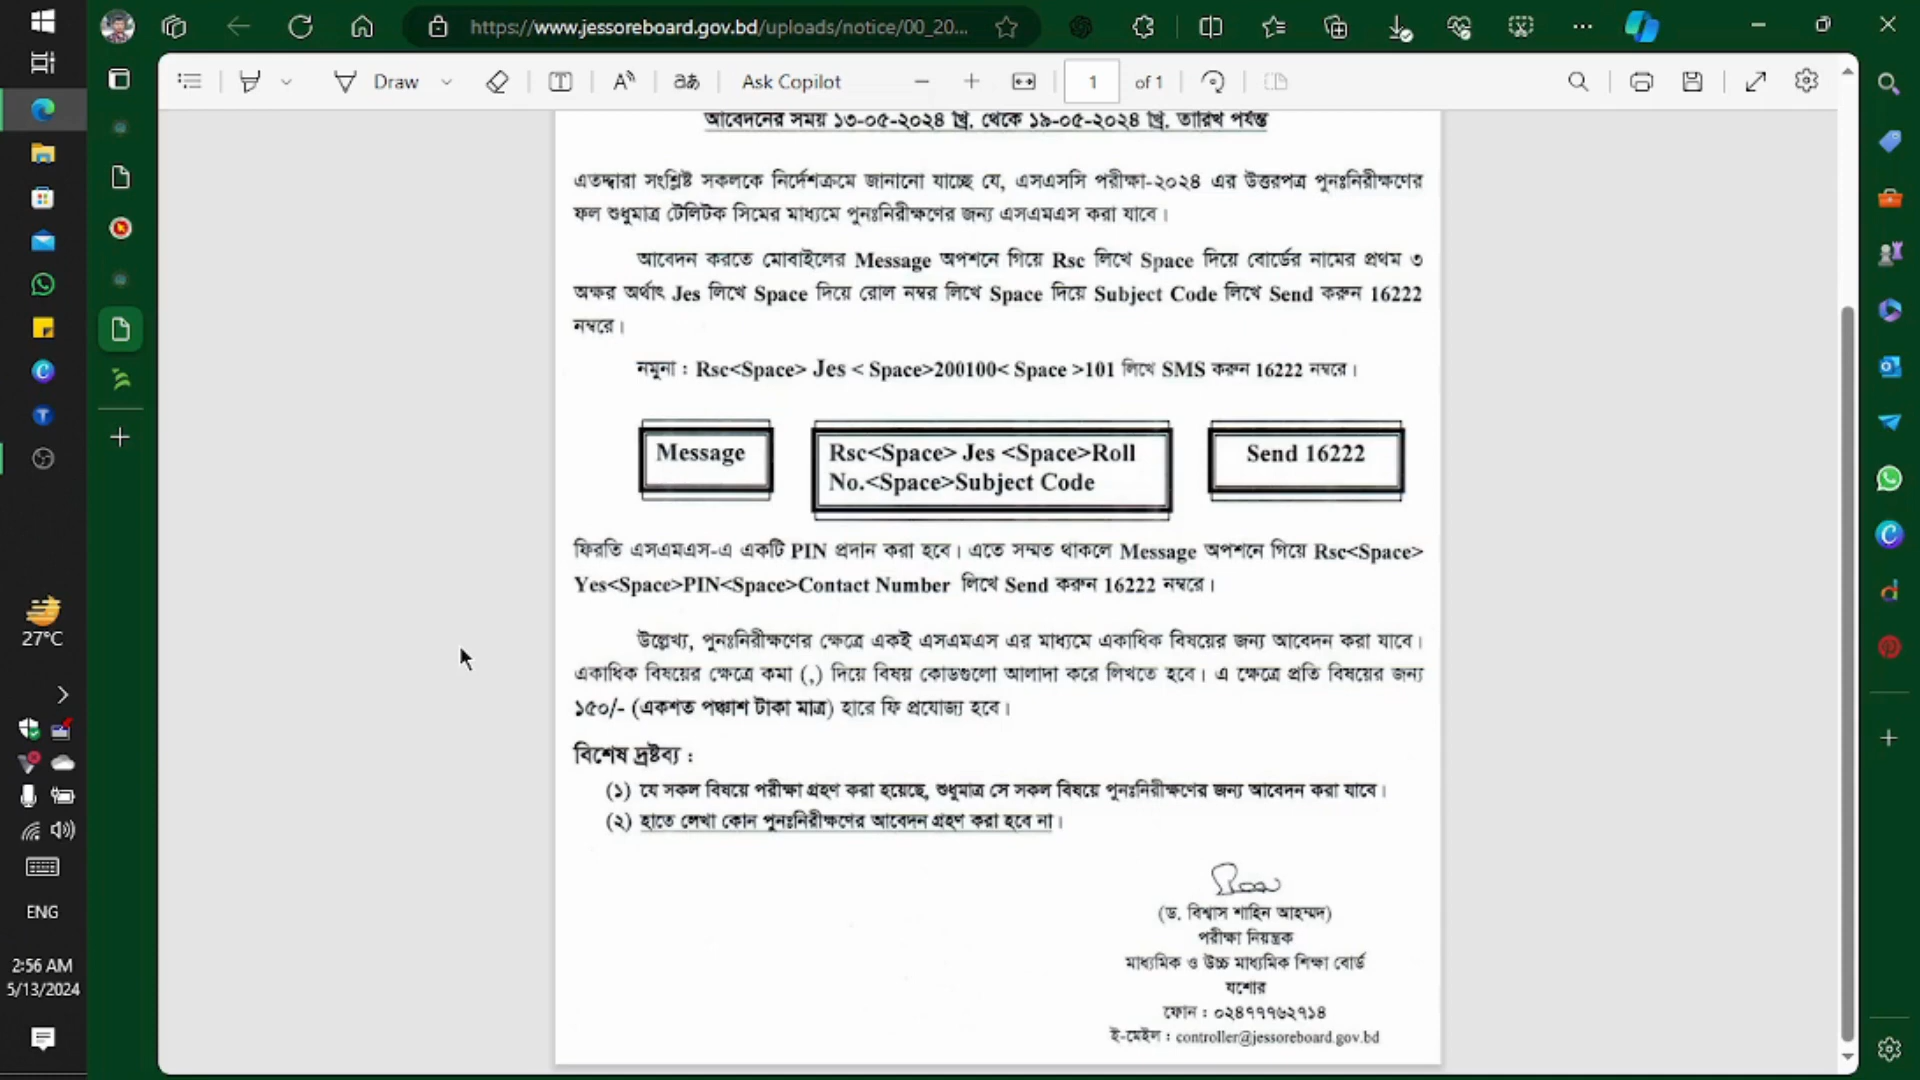 https://www.jessoreboard.gov.bd/uploads/notice/00_20...
Draw
Ask Copilot
1
of 1
আবেদনের সময় ১৩-০৫-২০২৪ খ্রি. থেকে ১৯-০৫-২০২৪ খ্রি. তারিখ পর্যন্ত
এতদ্দ্বারা সংশ্লিষ্ট সকলকে নির্দেশক্রমে জানানো যাচ্ছে যে, এসএসসি পরীক্ষা-২০২৪ এর উত্তরপত্র পুনঃনিরীক্ষণের
ফল শুধুমাত্র টেলিটক সিমের মাধ্যমে পুনঃনিরীক্ষণের জন্য এসএমএস করা যাবে।
আবেদন করতে মোবাইলের Message অপশনে গিয়ে Rsc লিখে Space দিয়ে বোর্ডের নামের প্রথম ৩
অক্ষর অর্থাৎ Jes লিখে Space দিয়ে রোল নম্বর লিখে Space দিয়ে Subject Code লিখে Send করুন 16222
নম্বরে।
নমুনা : Rsc<Space> Jes < Space>200100< Space >101 লিখে SMS করুন 16222 নম্বরে।
Message
Rsc<Space> Jes <Space>Roll
No.<Space>Subject Code
Send 16222
ফিরতি এসএমএস-এ একটি PIN প্রদান করা হবে। এতে সম্মত থাকলে Message অপশনে গিয়ে Rsc<Space>
Yes<Space>PIN<Space>Contact Number লিখে Send করুন 16222 নম্বরে।
উল্লেখ্য, পুনঃনিরীক্ষণের ক্ষেত্রে একই এসএমএস এর মাধ্যমে একাধিক বিষয়ের জন্য আবেদন করা যাবে।
একাধিক বিষয়ের ক্ষেত্রে কমা (,) দিয়ে বিষয় কোডগুলো আলাদা করে লিখতে হবে। এ ক্ষেত্রে প্রতি বিষয়ের জন্য
১৫০/- (একশত পঞ্চাশ টাকা মাত্র) হারে ফি প্রযোজ্য হবে।
বিশেষ দ্রষ্টব্য :
(১) যে সকল বিষয়ে পরীক্ষা গ্রহণ করা হয়েছে, শুধুমাত্র সে সকল বিষয়ে পুনঃনিরীক্ষণের জন্য আবেদন করা যাবে।
(২) হাতে লেখা কোন পুনঃনিরীক্ষণের আবেদন গ্রহণ করা হবে না।
(ড. বিশ্বাস শাহিন আহম্মদ)
পরীক্ষা নিয়ন্ত্রক
মাধ্যমিক ও উচ্চ মাধ্যমিক শিক্ষা বোর্ড
যশোর
ফোন : ০২৪৭৭৭৬২৭১৪
ই-মেইল : controller@jessoreboard.gov.bd
27°C
ENG
2:56 AM
5/13/2024